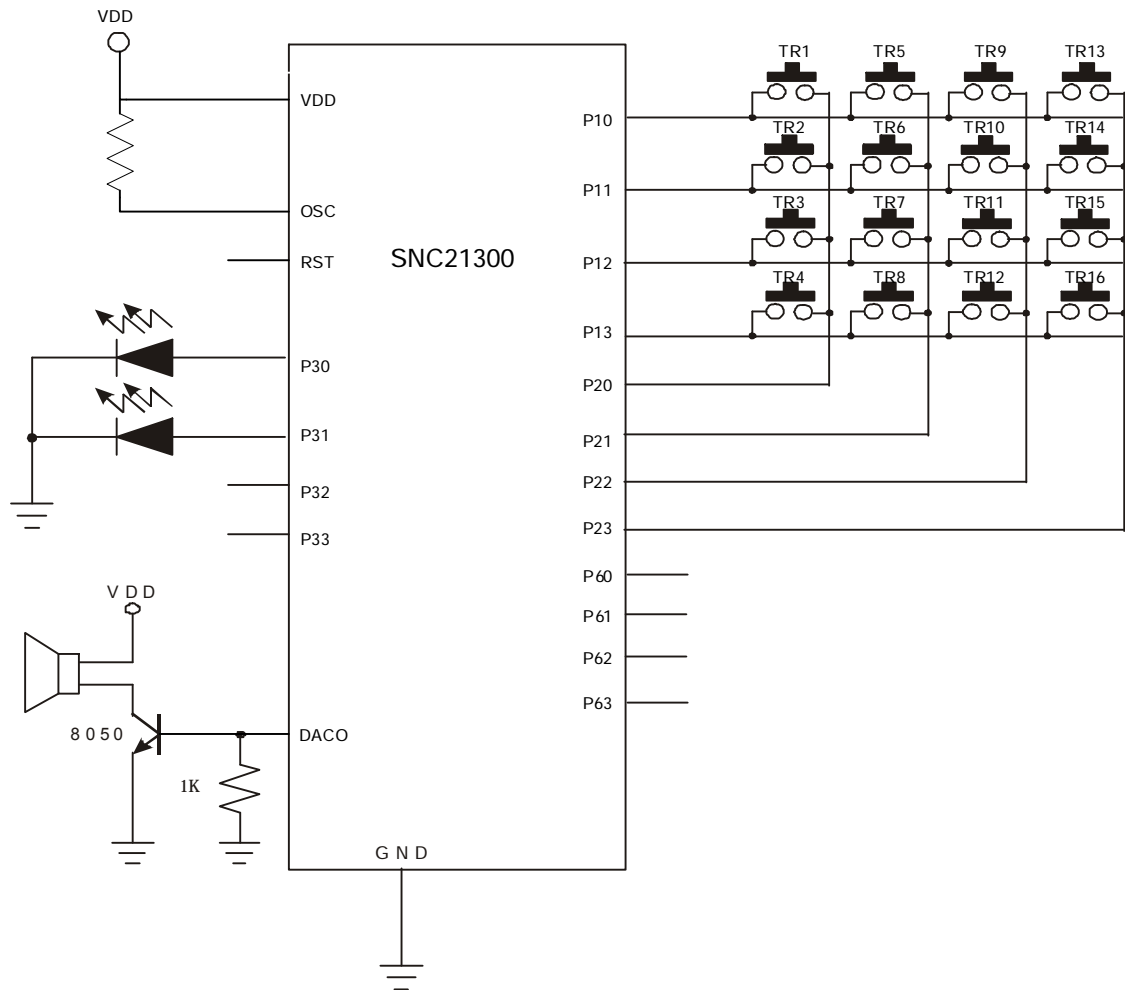 VDD
VDD
OSC
RST
P30
P31
P32
P33
VDD
8050
1K
DACO
GND
SNC21300
P10
P11
P12
P13
P20
P21
P22
P23
P60
P61
P62
P63
TR1 TR5 TR9 TR13
TR2 TR6 TR10 TR14
TR3 TR7 TR11 TR15
TR4 TR8 TR12 TR16